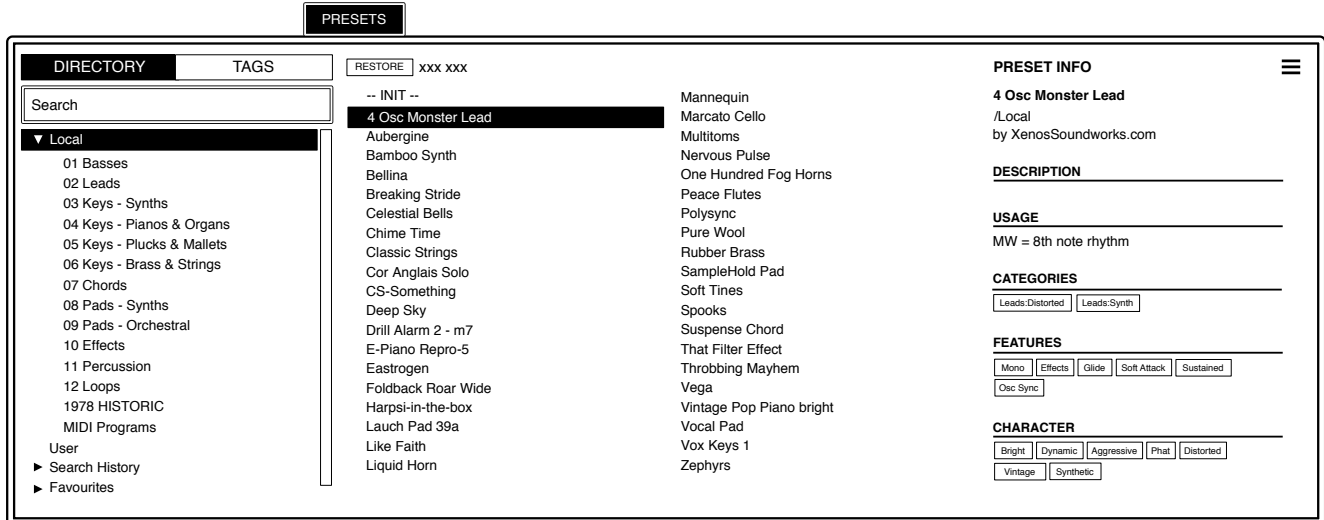 PRESETS
DIRECTORY
TAGS
Search
▼ Local
01 Basses
02 Leads
03 Keys - Synths
04 Keys - Pianos & Organs
05 Keys - Plucks & Mallets
06 Keys - Brass & Strings
07 Chords
08 Pads - Synths
09 Pads - Orchestral
10 Effects
11 Percussion
12 Loops
1978 HISTORIC
MIDI Programs
User
► Search History
► Favourites
RESTORE xxx xxx
-- INIT --
4 Osc Monster Lead
Aubergine
Bamboo Synth
Bellina
Breaking Stride
Celestial Bells
Chime Time
Classic Strings
Cor Anglais Solo
CS-Something
Deep Sky
Drill Alarm 2 - m7
E-Piano Repro-5
Eastrogen
Foldback Roar Wide
Harpsi-in-the-box
Lauch Pad 39a
Like Faith
Liquid Horn
Mannequin
Marcato Cello
Multitoms
Nervous Pulse
One Hundred Fog Horns
Peace Flutes
Polysync
Pure Wool
Rubber Brass
SampleHold Pad
Soft Tines
Spooks
Suspense Chord
That Filter Effect
Throbbing Mayhem
Vega
Vintage Pop Piano bright
Vocal Pad
Vox Keys 1
Zephyrs
PRESET INFO
4 Osc Monster Lead
/Local
by XenosSoundworks.com
DESCRIPTION
USAGE
MW = 8th note rhythm
CATEGORIES
Leads:Distorted Leads:Synth
FEATURES
Mono Effects Glide Soft Attack Sustained
Osc Sync
CHARACTER
Bright Dynamic Aggressive Phat Distorted
Vintage Synthetic